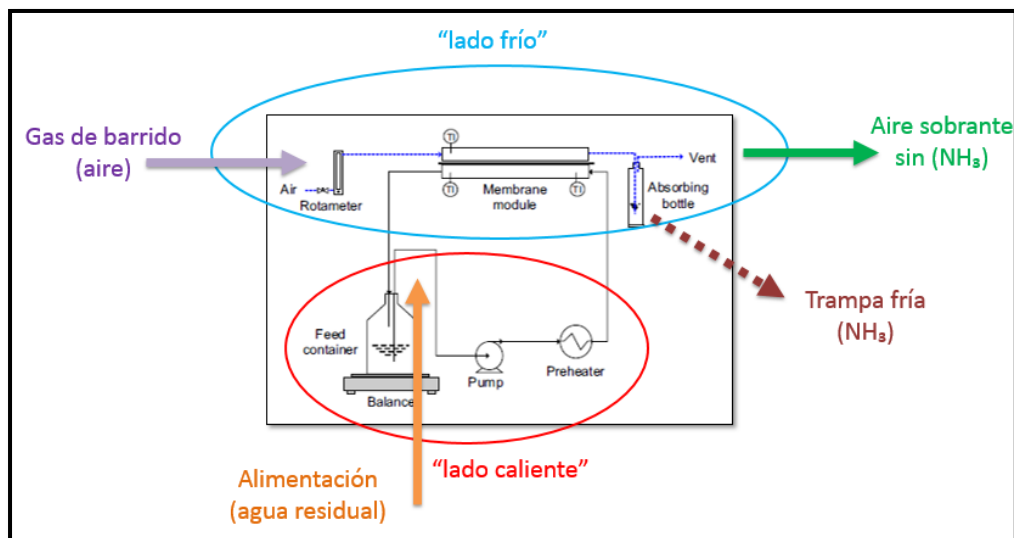 “lado frío”
Gas de barrido
(aire)
Aire sobrante
sin (NH₃)
TI
Vent
Air
Rotameter
TI
Membrane
module
TI
Absorbing
bottle
Trampa fría
(NH₃)
Feed
container
Pump
Preheater
Balance
“lado caliente”
Alimentación
(agua residual)